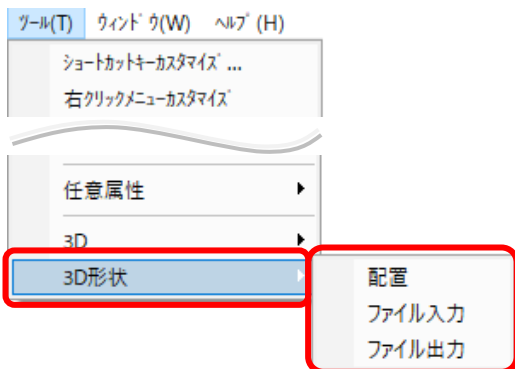 ﾂｰﾙ(T) ｳｨﾝﾄﾞｳ(W) ﾍﾙﾌﾟ(H)
ｼｮｰﾄｶｯﾄｷｰｶｽﾀﾏｲｽﾞ...
右ｸﾘｯｸﾒﾆｭｰｶｽﾀﾏｲｽﾞ
任意属性
3D
3D形状
配置
ﾌｧｲﾙ入力
ﾌｧｲﾙ出力